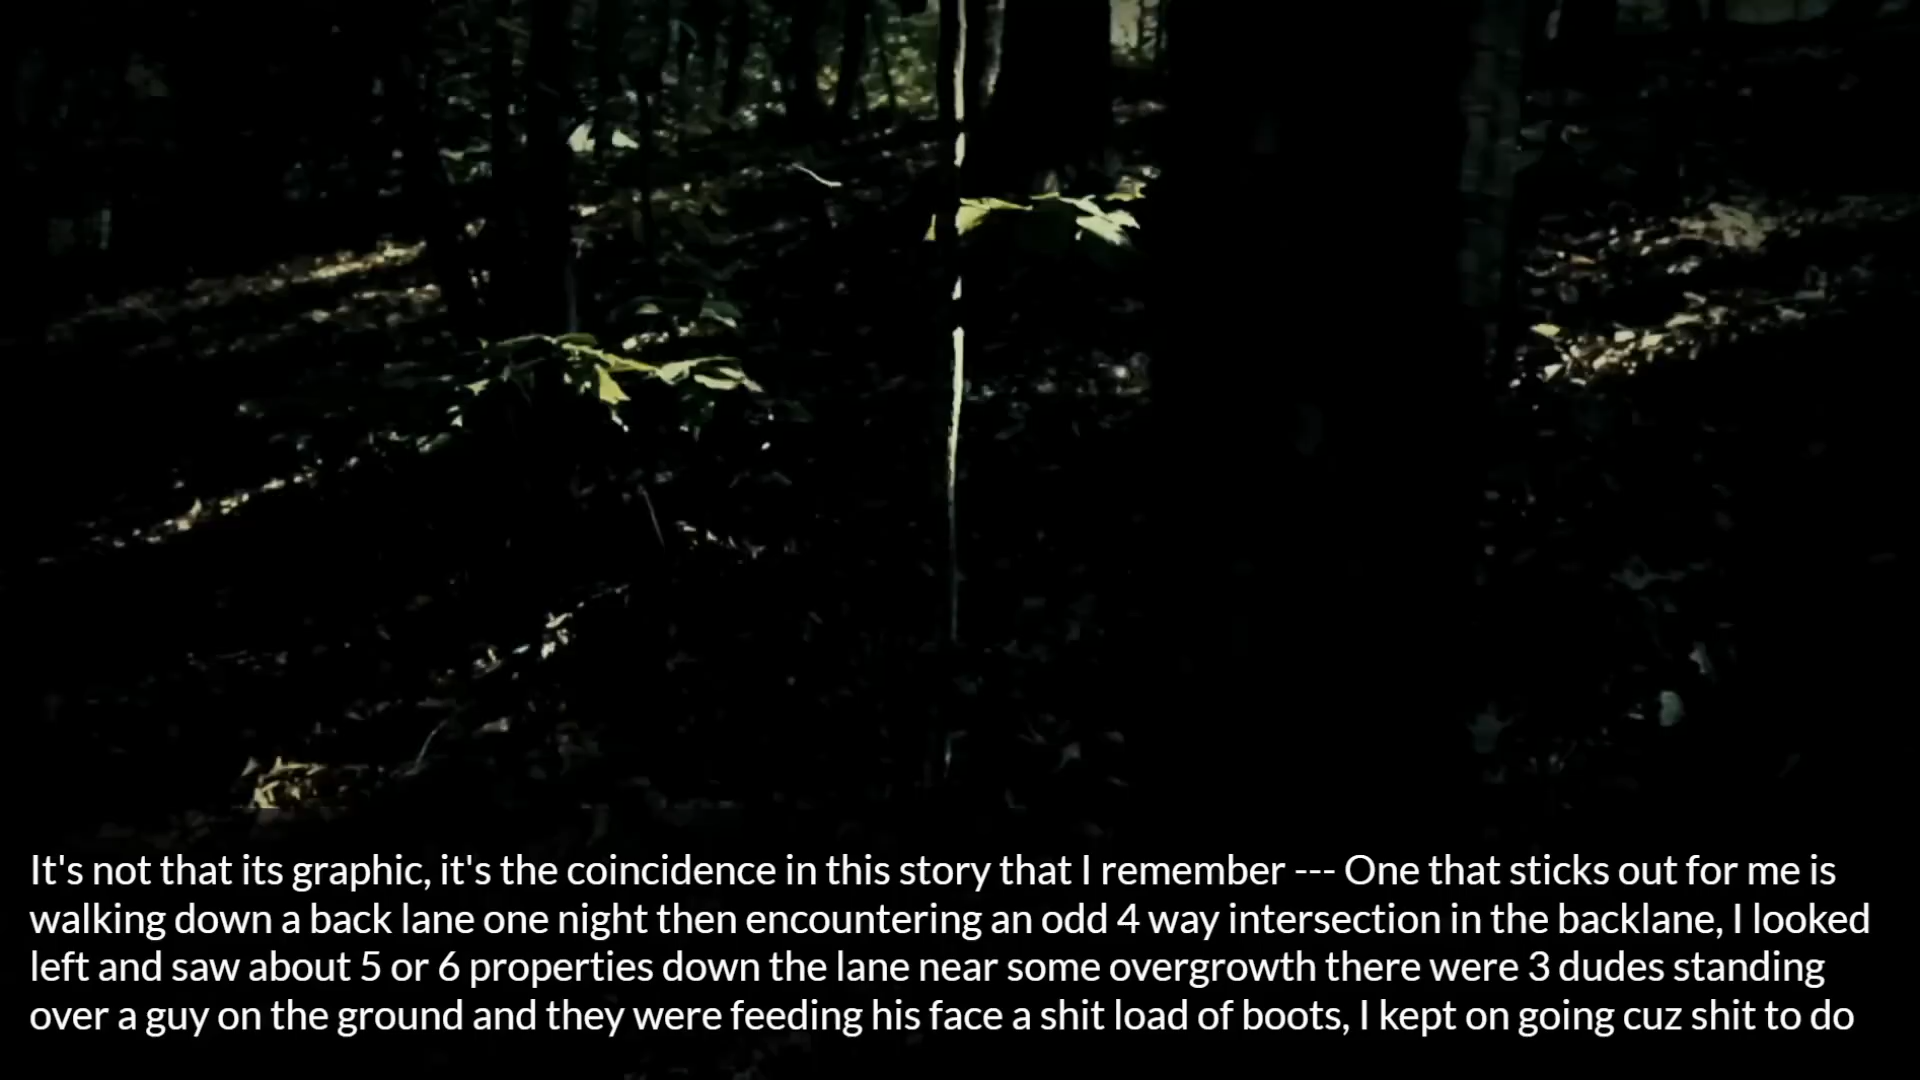 It's not that its graphic, it's the coincidence in this story that I remember --- One that sticks out for me is
walking down a back lane one night then encountering an odd 4 way intersection in the backlane, I looked
left and saw about 5 or 6 properties down the lane near some overgrowth there were 3 dudes standing
over a guy on the ground and they were feeding his face a shit load of boots, I kept on going cuz shit to do